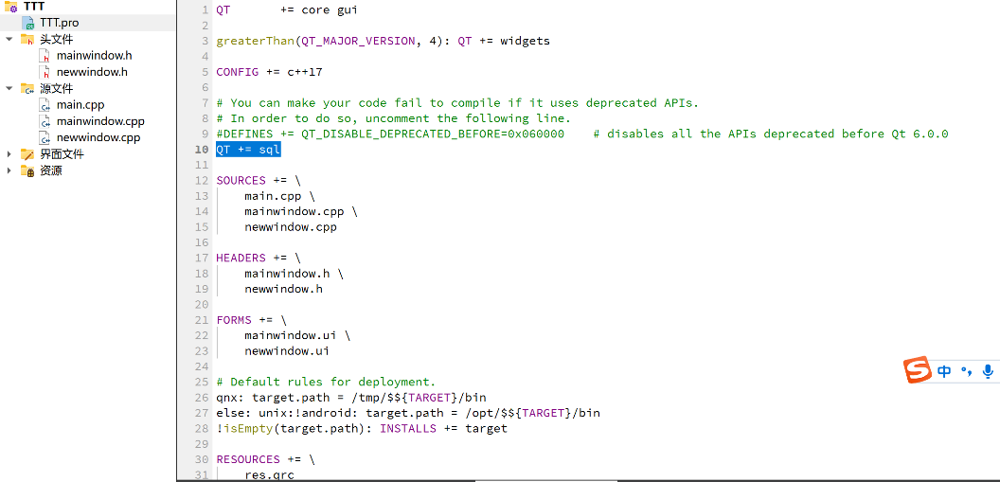 TTT
TTT.pro
头文件
mainwindow.h
newwindow.h
源文件
main.cpp
mainwindow.cpp
newwindow.cpp
界面文件
资源
1 QT       += core gui
2
3 greaterThan(QT_MAJOR_VERSION, 4): QT += widgets
4
5 CONFIG += c++17
6
7 # You can make your code fail to compile if it uses deprecated APIs.
8 # In order to do so, uncomment the following line.
9 #DEFINES += QT_DISABLE_DEPRECATED_BEFORE=0x060000    # disables all the APIs deprecated before Qt 6.0.0
10 QT += sql
11
12 SOURCES += \
13     main.cpp \
14     mainwindow.cpp \
15     newwindow.cpp
16
17 HEADERS += \
18     mainwindow.h \
19     newwindow.h
20
21 FORMS += \
22     mainwindow.ui \
23     newwindow.ui
24
25 # Default rules for deployment.
26 qnx: target.path = /tmp/$${TARGET}/bin
27 else: unix:!android: target.path = /opt/$${TARGET}/bin
28 !isEmpty(target.path): INSTALLS += target
29
30 RESOURCES += \
31     res.qrc
S 中 °,